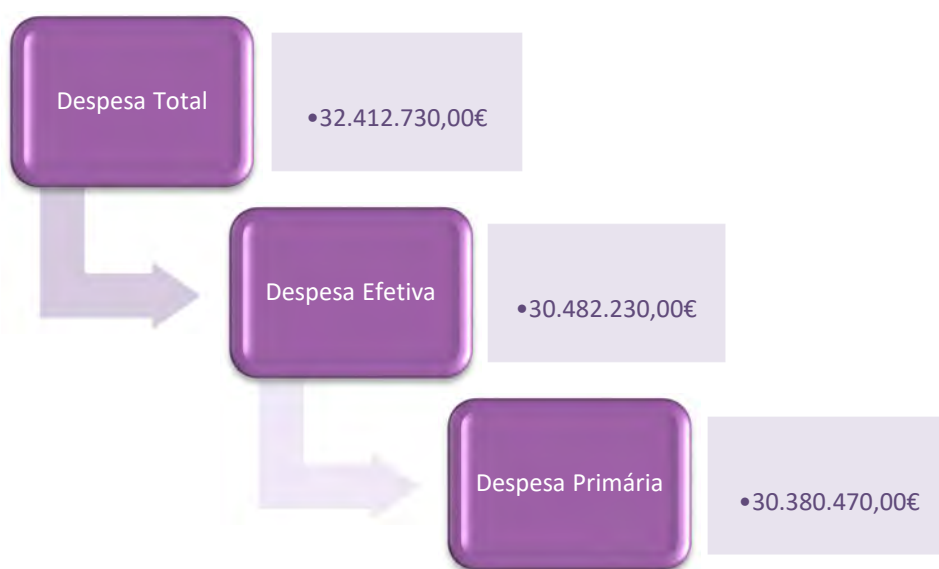 Despesa Total
•32.412.730,00€
Despesa Efetiva
•30.482.230,00€
Despesa Primária
•30.380.470,00€